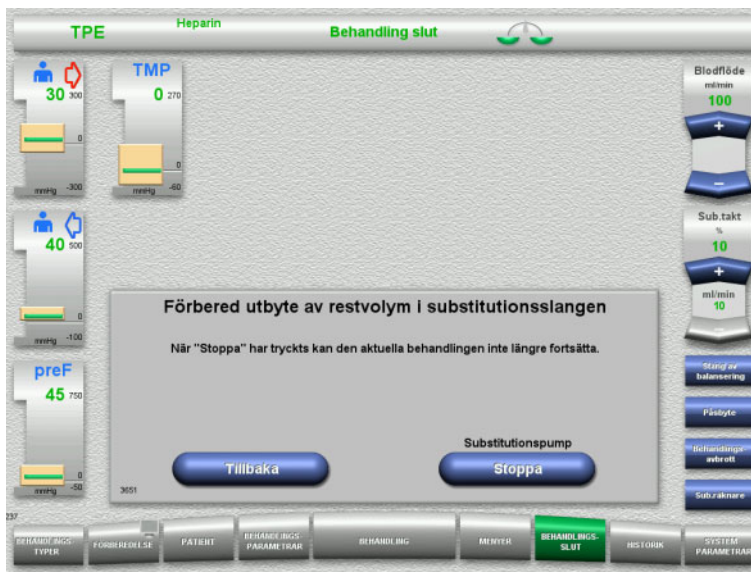 TPE
Heparin
Behandling slut
30 300
0
mmHg -300
TMP
0 270
0
mmHg -60
40 500
0
mmHg -100
preF
45 750
0
mmHg -50
Förbered utbyte av restvolym i substitutionsslangen
När "Stoppa" har tryckts kan den aktuella behandlingen inte längre fortsätta.
Substitutionspump
Tillbaka
Stoppa
3651
Blodflöde
ml/min
100
+
−
Sub.takt
%
10
+
ml/min
10
−
Stäng av
balansering
Påsbyte
Behandlings-
avbrott
Sub.räknare
237
BEHANDLINGS-
TYPER
FÖRBEREDELSE
PATIENT
BEHANDLINGS-
PARAMETRAR
BEHANDLING
MENYER
BEHANDLINGS-
SLUT
HISTORIK
SYSTEM
PARAMETRAR